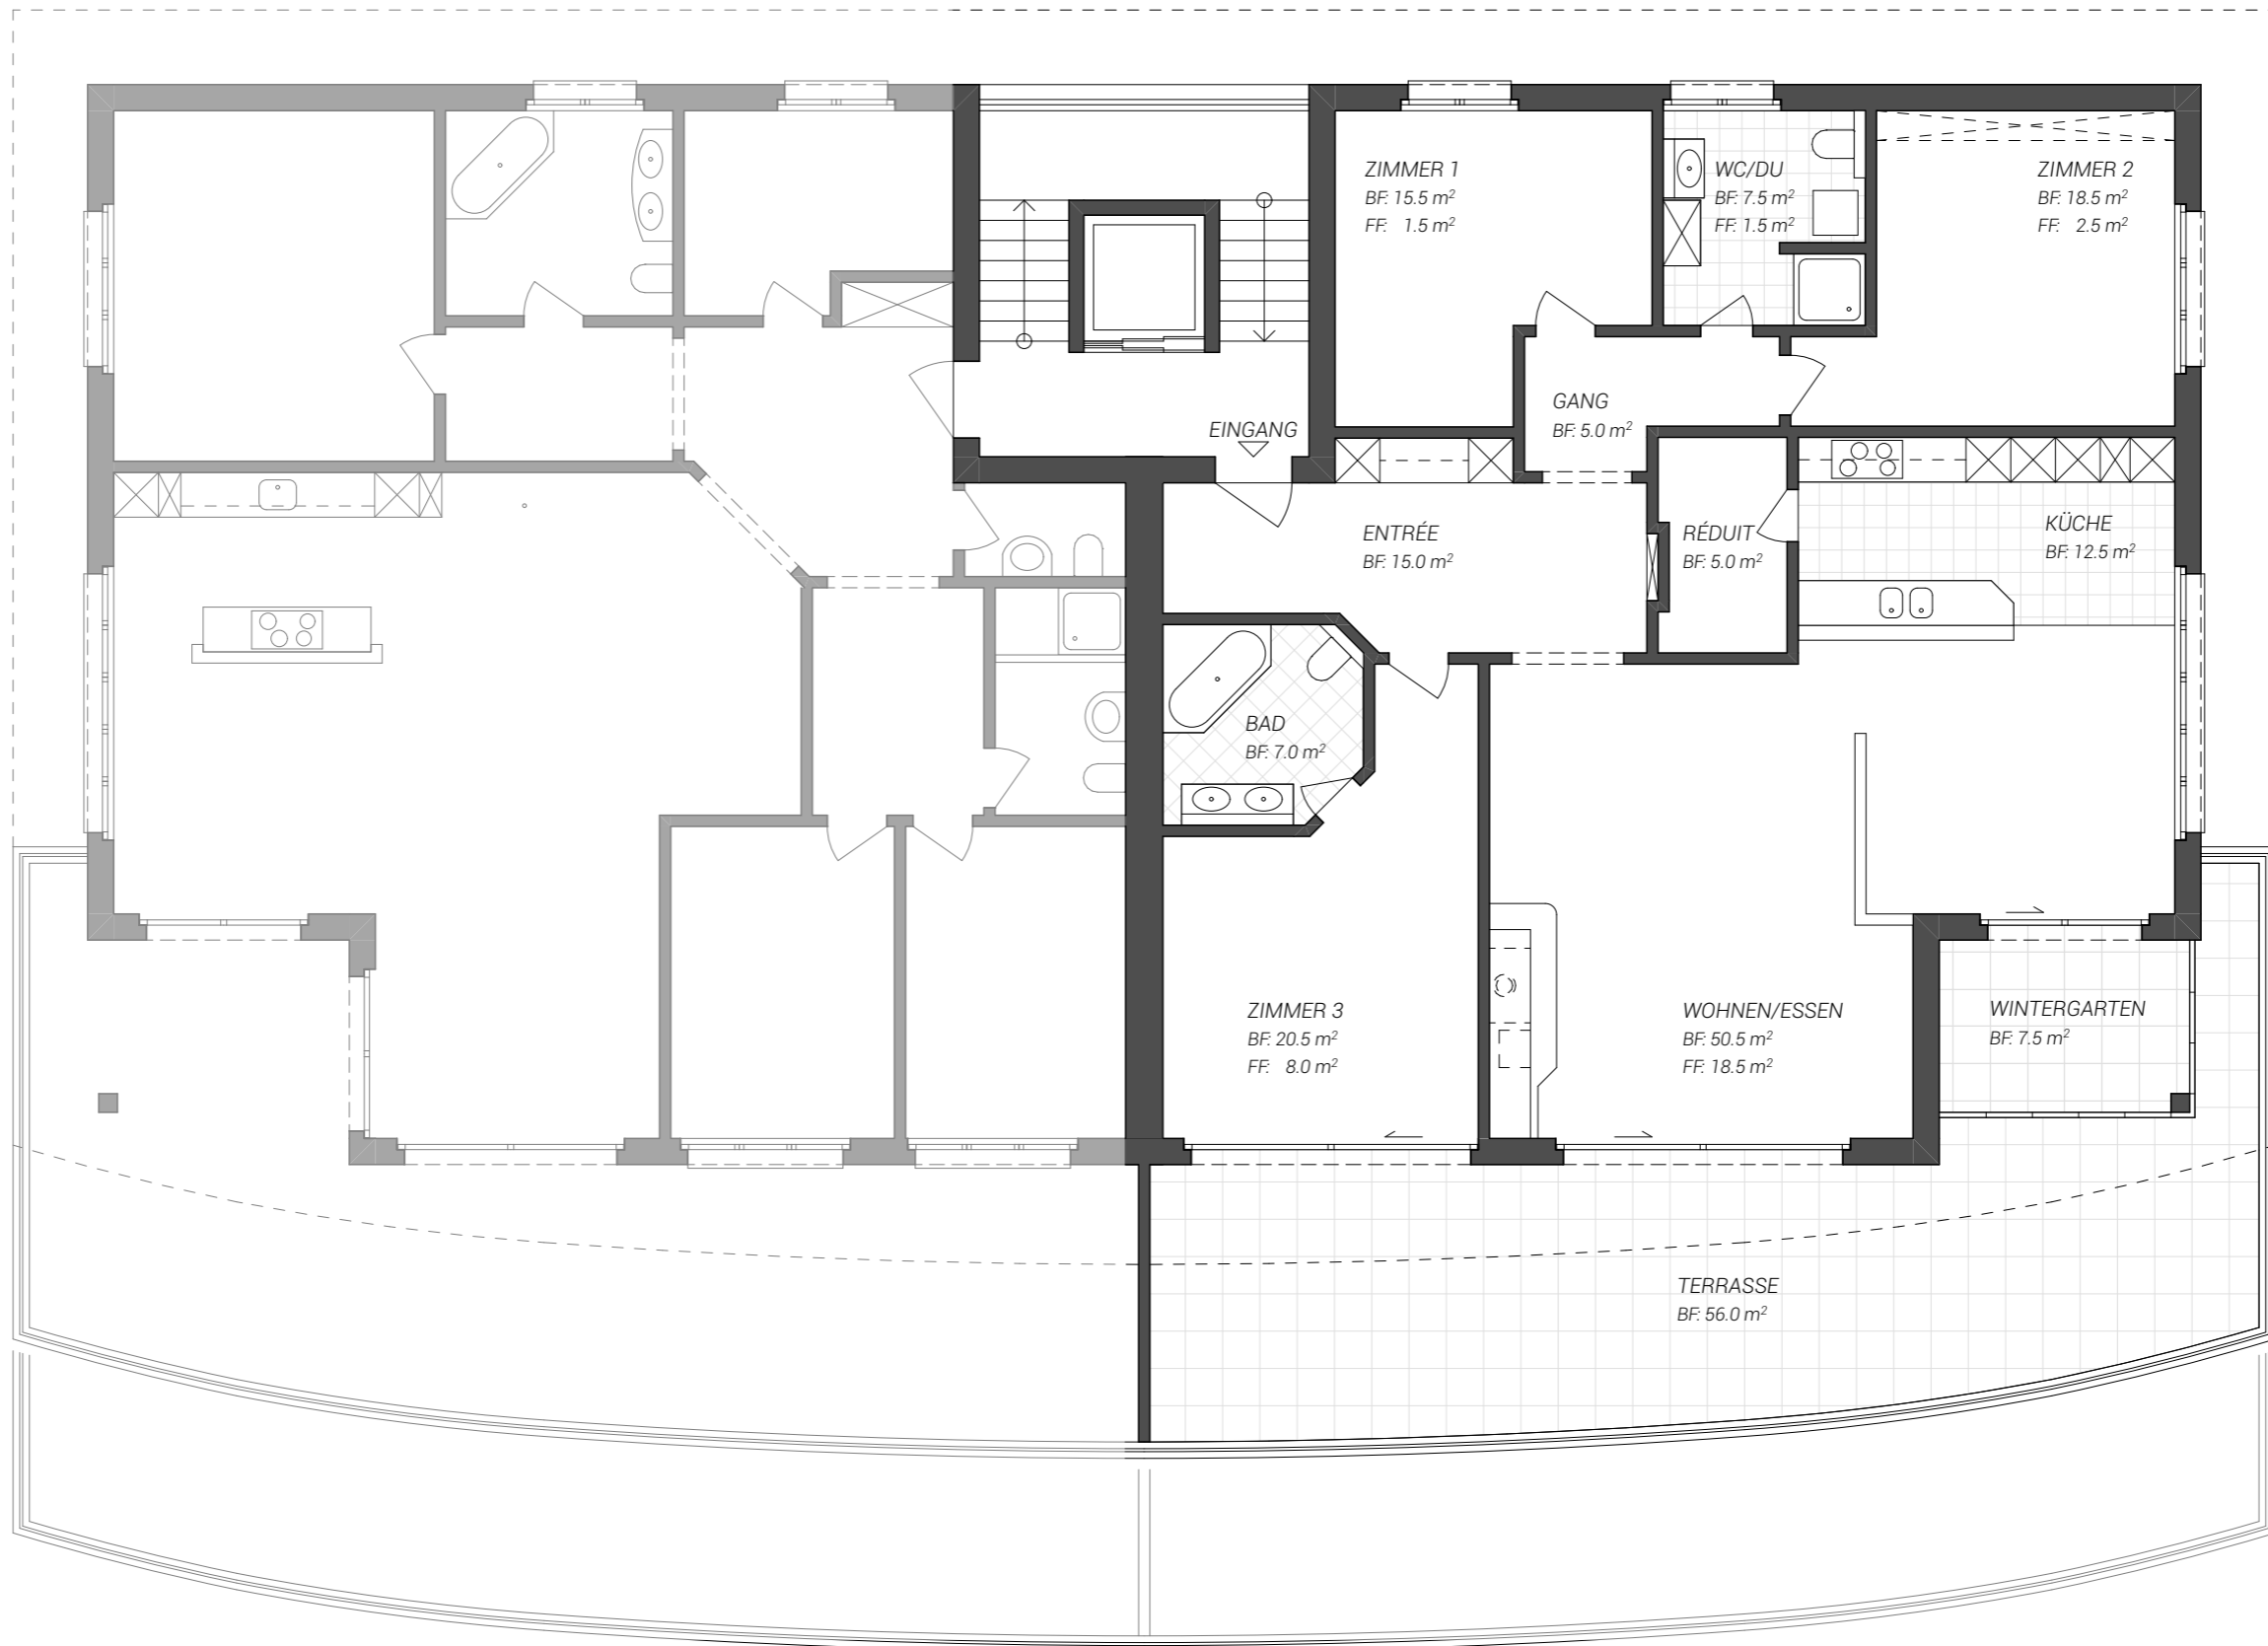 ZIMMER 1
BF: 15.5 m²
FF: 1.5 m²
WC/DU
BF: 7.5 m²
FF: 1.5 m²
ZIMMER 2
BF: 18.5 m²
FF: 2.5 m²
GANG
BF: 5.0 m²
EINGANG
ENTRÉE
BF: 15.0 m²
RÉDUIT
BF: 5.0 m²
KÜCHE
BF: 12.5 m²
BAD
BF: 7.0 m²
ZIMMER 3
BF: 20.5 m²
FF: 8.0 m²
WOHNEN/ESSEN
BF: 50.5 m²
FF: 18.5 m²
WINTERGARTEN
BF: 7.5 m²
TERRASSE
BF: 56.0 m²